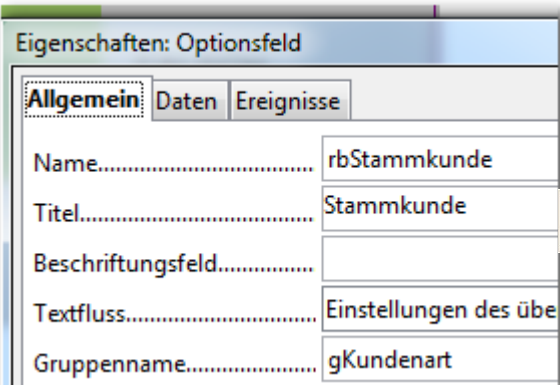 Eigenschaften: Optionsfeld
Allgemein Daten Ereignisse
Name.................................. rbStammkunde
Titel..................................... Stammkunde
Beschriftungsfeld...............
Textfluss.............................. Einstellungen des übe
Gruppenname.................... gKundenart